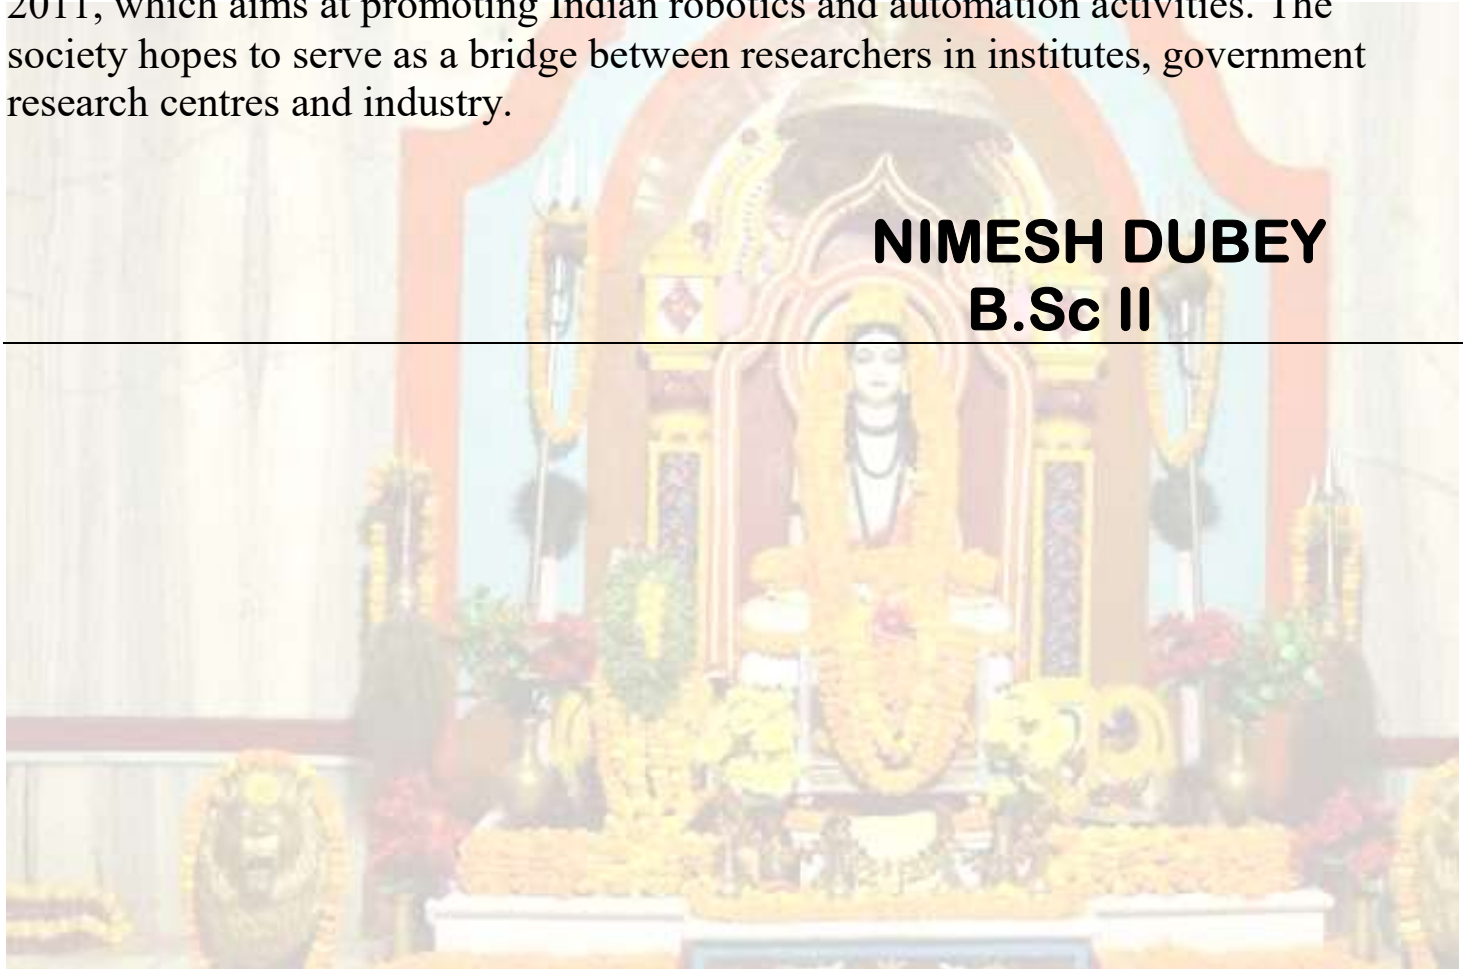 2011, which aims at promoting Indian robotics and automation activities. The
society hopes to serve as a bridge between researchers in institutes, government
research centres and industry.
NIMESH DUBEY
B.Sc II